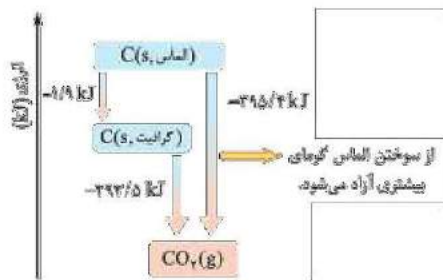 انرژی (kJ)
C(s, الماس)
−۱/۹ kJ
−۳۹۵/۴ kJ
C(s, گرافیت)
از سوختن الماس گرمای
بیشتری آزاد می‌شود.
−۳۹۳/۵ kJ
CO₂(g)